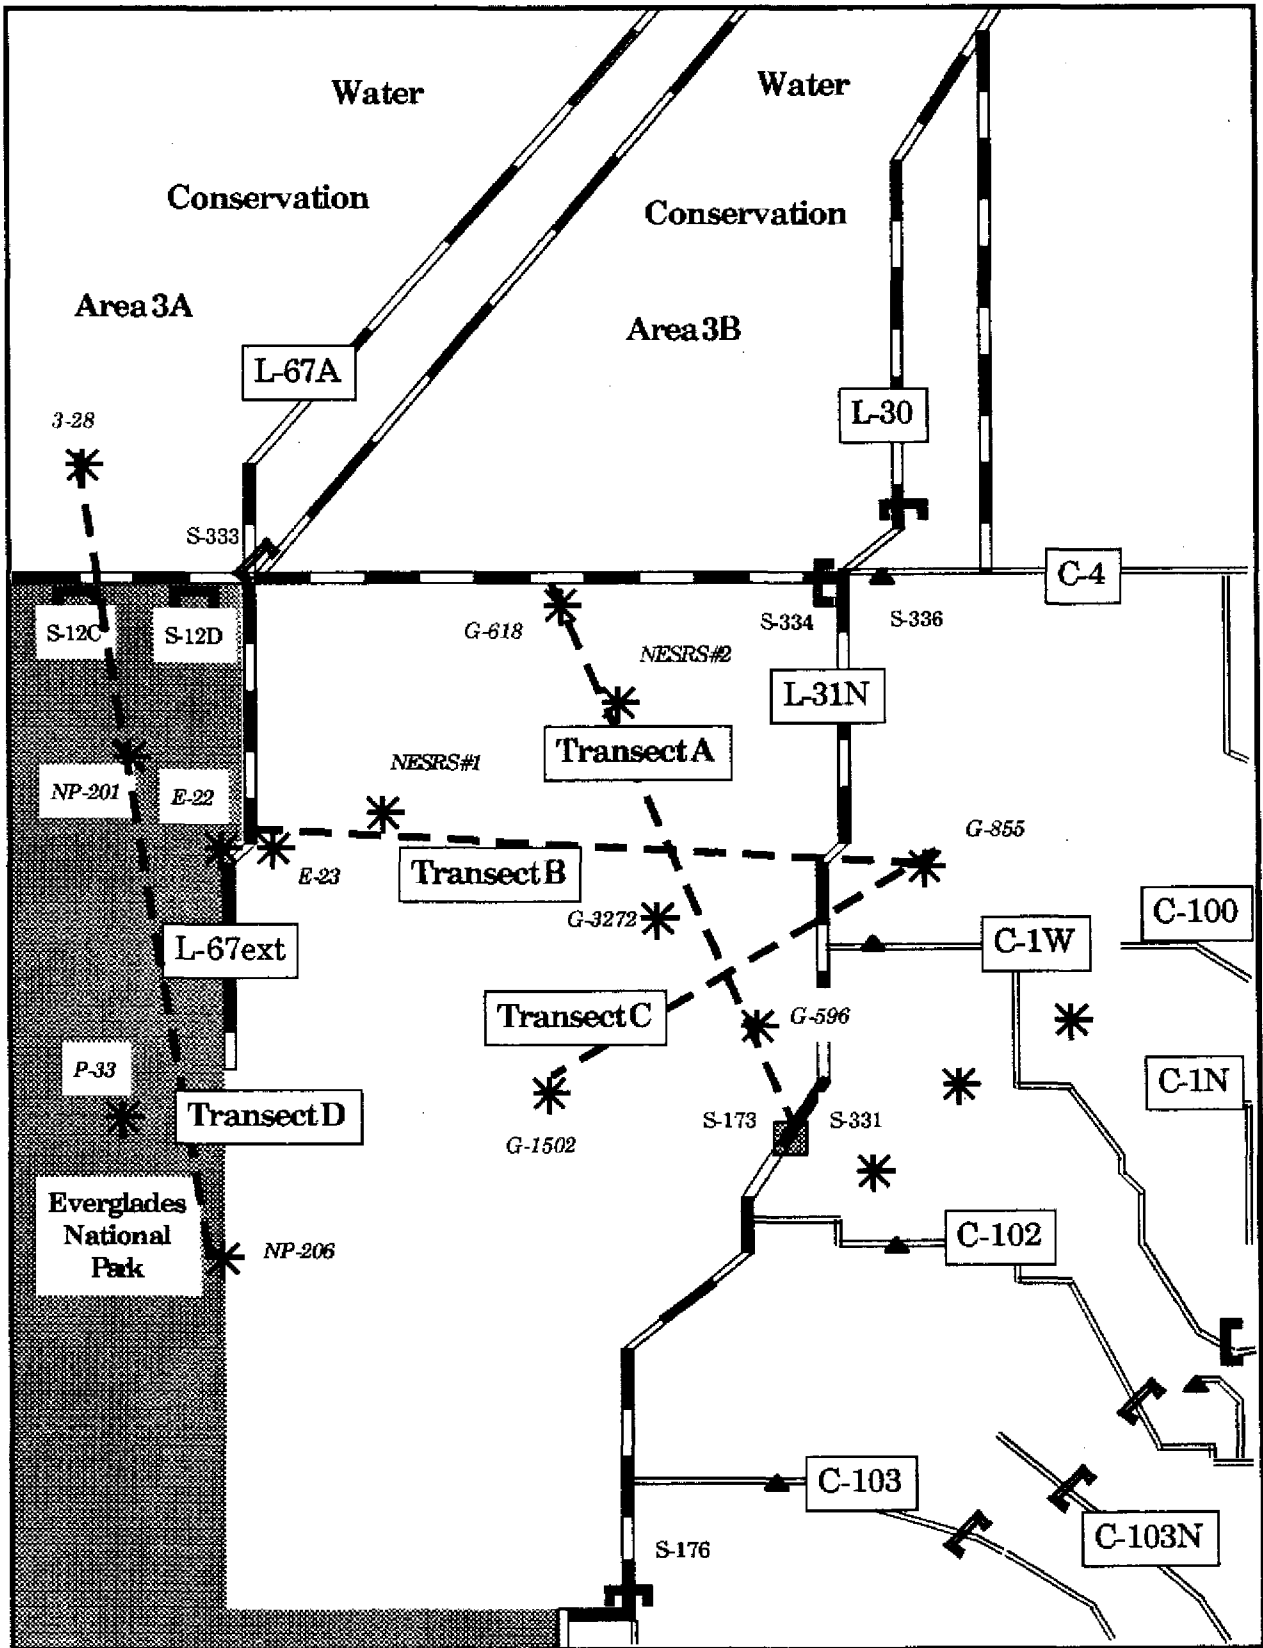 Water
Water
Conservation
Conservation
Area 3A
Area 3B
L-67A
L-30
3-28
S-333
C-4
S-12C
S-12D
G-618
S-334
S-336
NESRS#2
L-31N
Transect A
NESRS#1
NP-201
E-22
G-855
E-23
Transect B
G-3272
C-100
L-67ext
C-1W
Transect C
G-596
P-33
C-1N
Transect D
S-173
S-331
G-1502
Everglades
National
Park
NP-206
C-102
C-103
C-103N
S-176